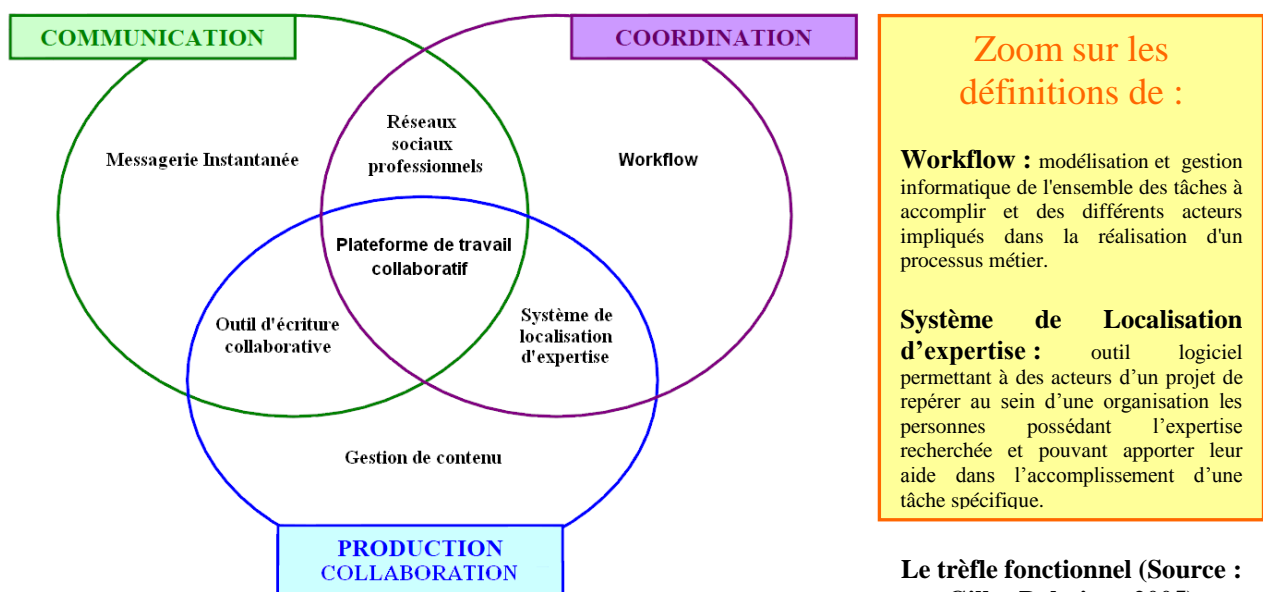 COMMUNICATION
COORDINATION
Réseaux
sociaux
professionnels
Messagerie Instantanée
Workflow
Plateforme de travail
collaboratif
Outil d'écriture
collaborative
Système de
localisation
d'expertise
Gestion de contenu
PRODUCTION
COLLABORATION
Zoom sur les
définitions de :
Workflow : modélisation et gestion
informatique de l'ensemble des tâches à
accomplir et des différents acteurs
impliqués dans la réalisation d'un
processus métier.
Système de Localisation
d’expertise : outil logiciel
permettant à des acteurs d’un projet de
repérer au sein d’une organisation les
personnes possédant l’expertise
recherchée et pouvant apporter leur
aide dans l’accomplissement d’une
tâche spécifique.
Le trèfle fonctionnel (Source :